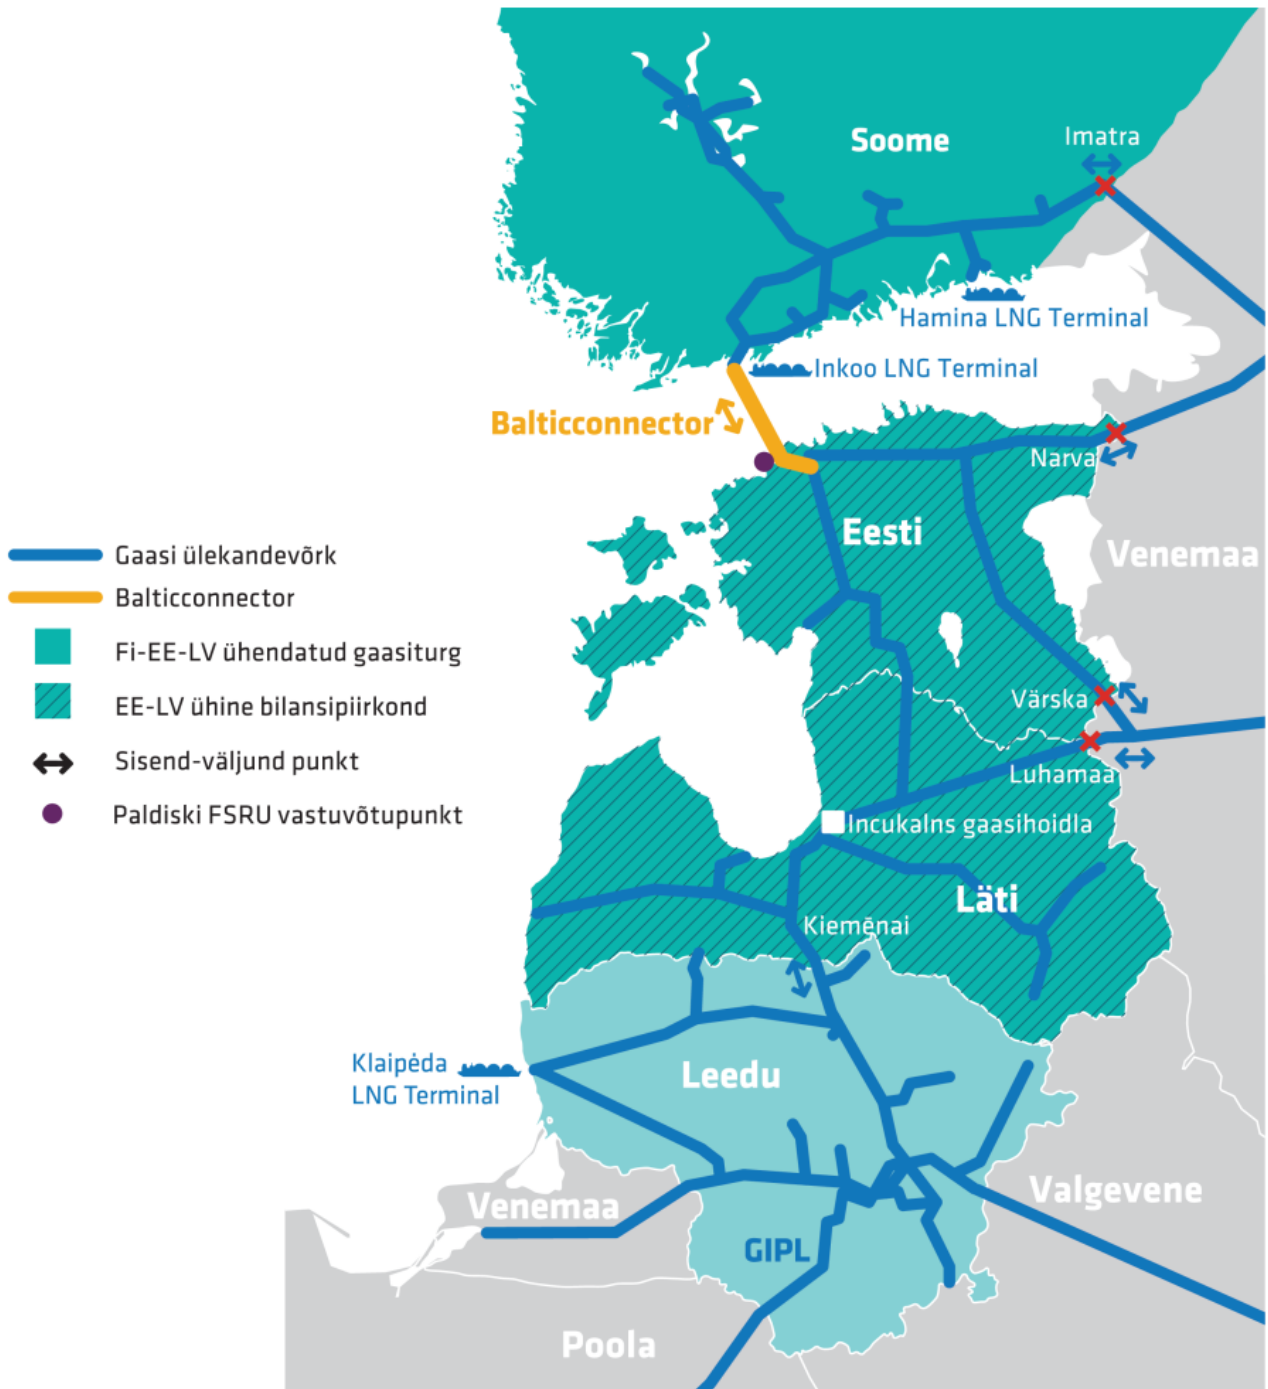 Soome
Imatra
Hamina LNG Terminal
Inkoo LNG Terminal
Balticconnector
Narva
Eesti
Venemaa
Gaasi ülekandevõrk
Balticconnector
Fi-EE-LV ühendatud gaasiturg
EE-LV ühine bilansipiirkond
Sisend-väljund punkt
Paldiski FSRU vastuvõtupunkt
Värska
Luhamaa
Incukalns gaasihoidla
Läti
Kiemēnai
Klaipėda
LNG Terminal
Leedu
Valgevene
Venemaa
GIPL
Poola